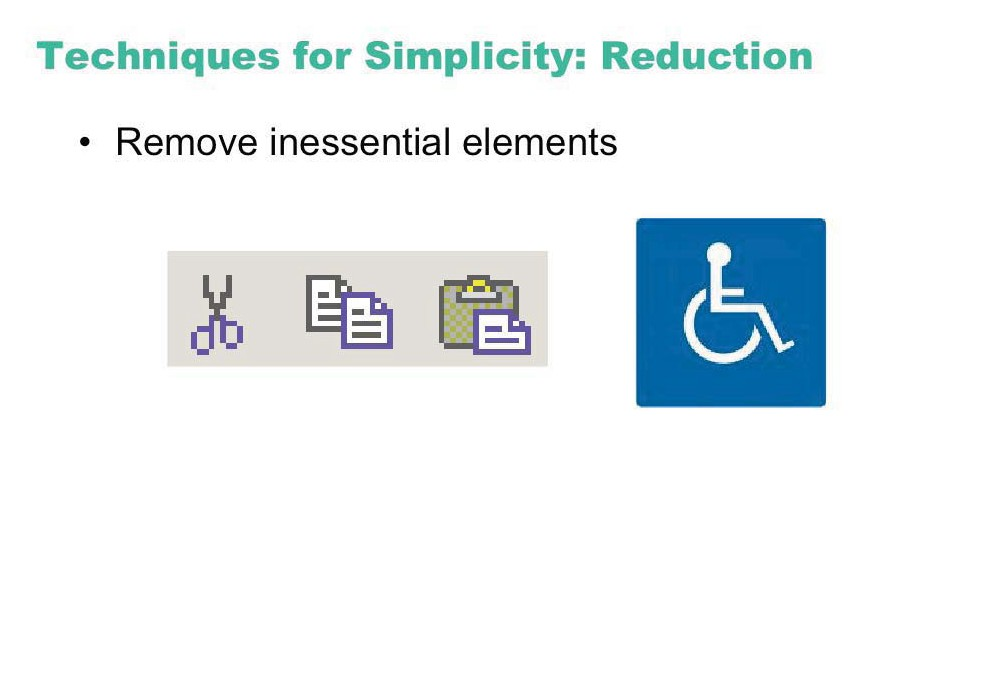 Techniques for Simplicity: Reduction
• Remove inessential elements